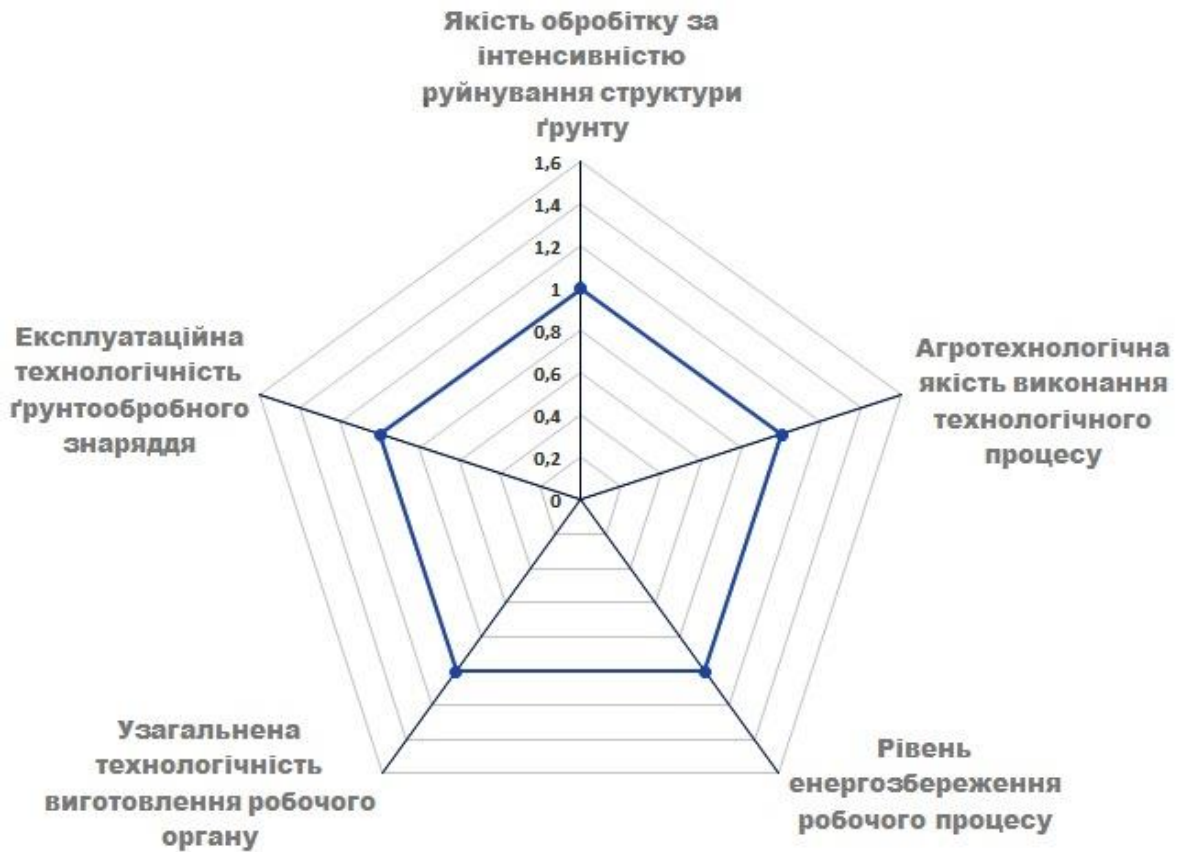 Якість обробітку за
інтенсивністю
руйнування структури
ґрунту
1,6
1,4
1,2
1
0,8
0,6
0,4
0,2
0
Агротехнологічна
якість виконання
технологічного
процесу
Рівень
енергозбереження
робочого процесу
Узагальнена
технологічність
виготовлення робочого
органу
Експлуатаційна
технологічність
ґрунтообробного
знаряддя